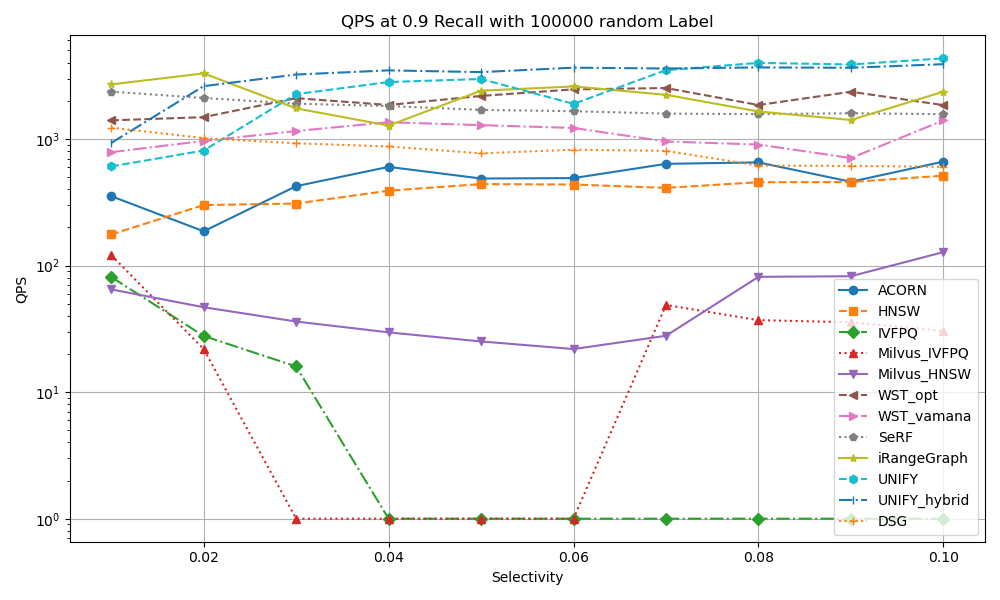 QPS at 0.9 Recall with 100000 random Label
QPS
10³
10²
10¹
10⁰
0.02 0.04 0.06 0.08 0.10
Selectivity
ACORN
HNSW
IVFPQ
Milvus_IVFPQ
Milvus_HNSW
WST_opt
WST_vamana
SeRF
iRangeGraph
UNIFY
UNIFY_hybrid
DSG